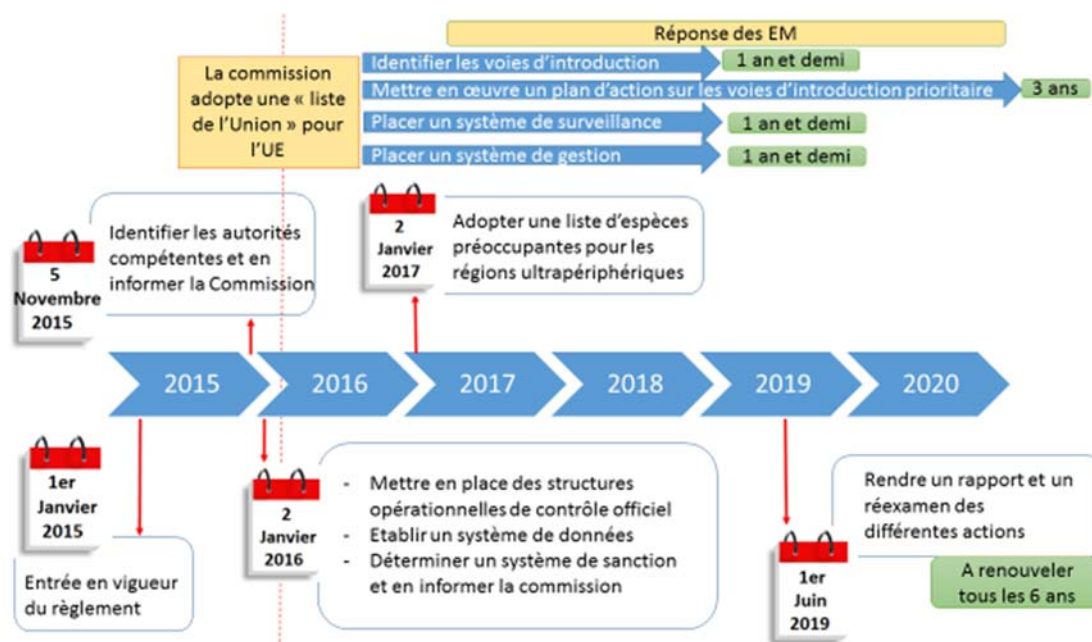 Réponse des EM
La commission
adopte une « liste
de l'Union » pour
l'UE
Identifier les voies d'introduction
1 an et demi
Mettre en œuvre un plan d'action sur les voies d'introduction prioritaire
3 ans
Placer un système de surveillance
1 an et demi
Placer un système de gestion
1 an et demi
5
Novembre
2015
Identifier les autorités
compétentes et en
informer la Commission
2
Janvier
2017
Adopter une liste d'espèces
préoccupantes pour les
régions ultrapériphériques
2015
2016
2017
2018
2019
2020
1er
Janvier
2015
Entrée en vigueur
du règlement
2
Janvier
2016
- Mettre en place des structures
opérationnelles de contrôle officiel
- Etablir un système de données
- Déterminer un système de sanction
et en informer la commission
1er
Juin
2019
Rendre un rapport et un
réexamen des
différentes actions
A renouveler
tous les 6 ans